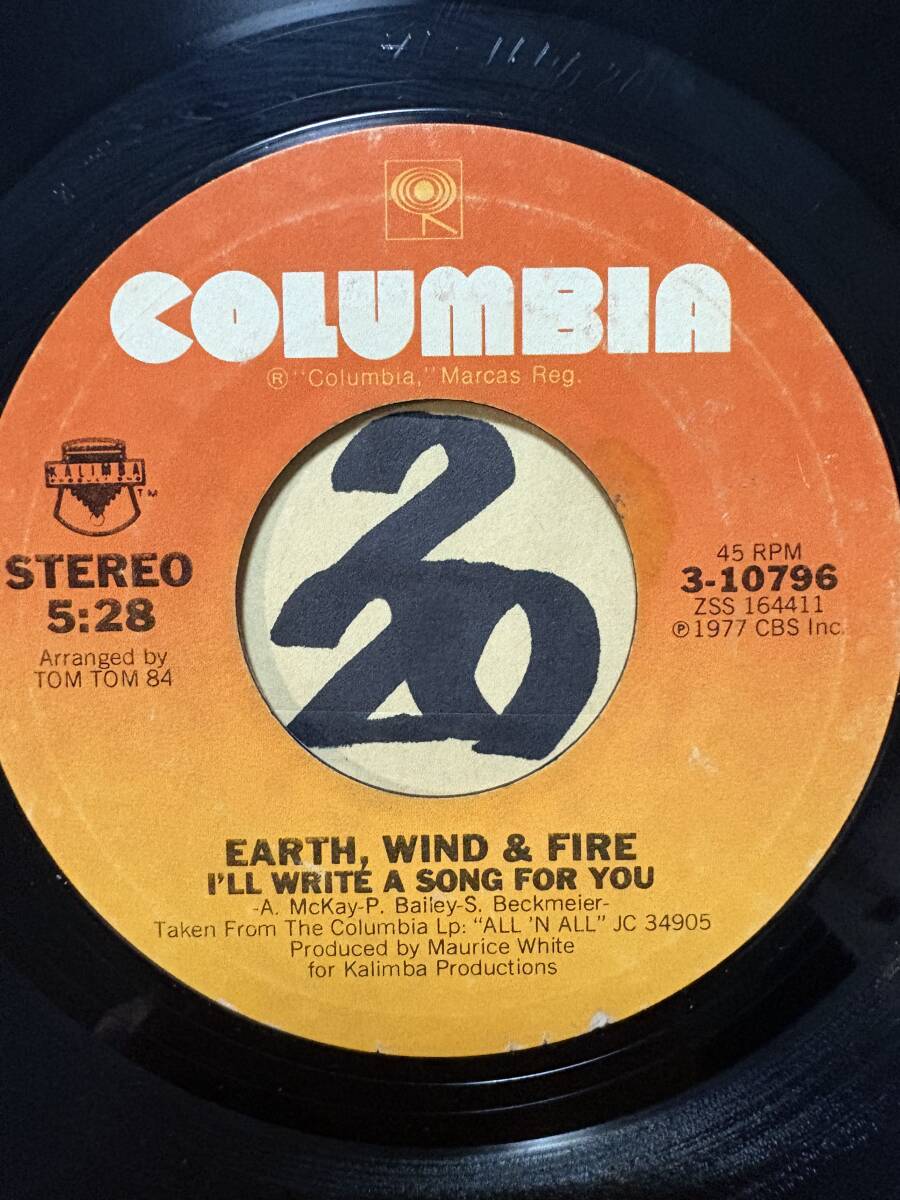 COLUMBIA
® "Columbia," Marcas Reg.
KALIMBA
TM
STEREO
5:28
Arranged by
TOM TOM 84
45 RPM
3-10796
ZSS 164411
℗ 1977 CBS Inc.
220
EARTH, WIND & FIRE
I'LL WRITE A SONG FOR YOU
-A. McKay-P. Bailey-S. Beckmeier-
Taken From The Columbia Lp: "ALL 'N ALL" JC 34905
Produced by Maurice White
for Kalimba Productions